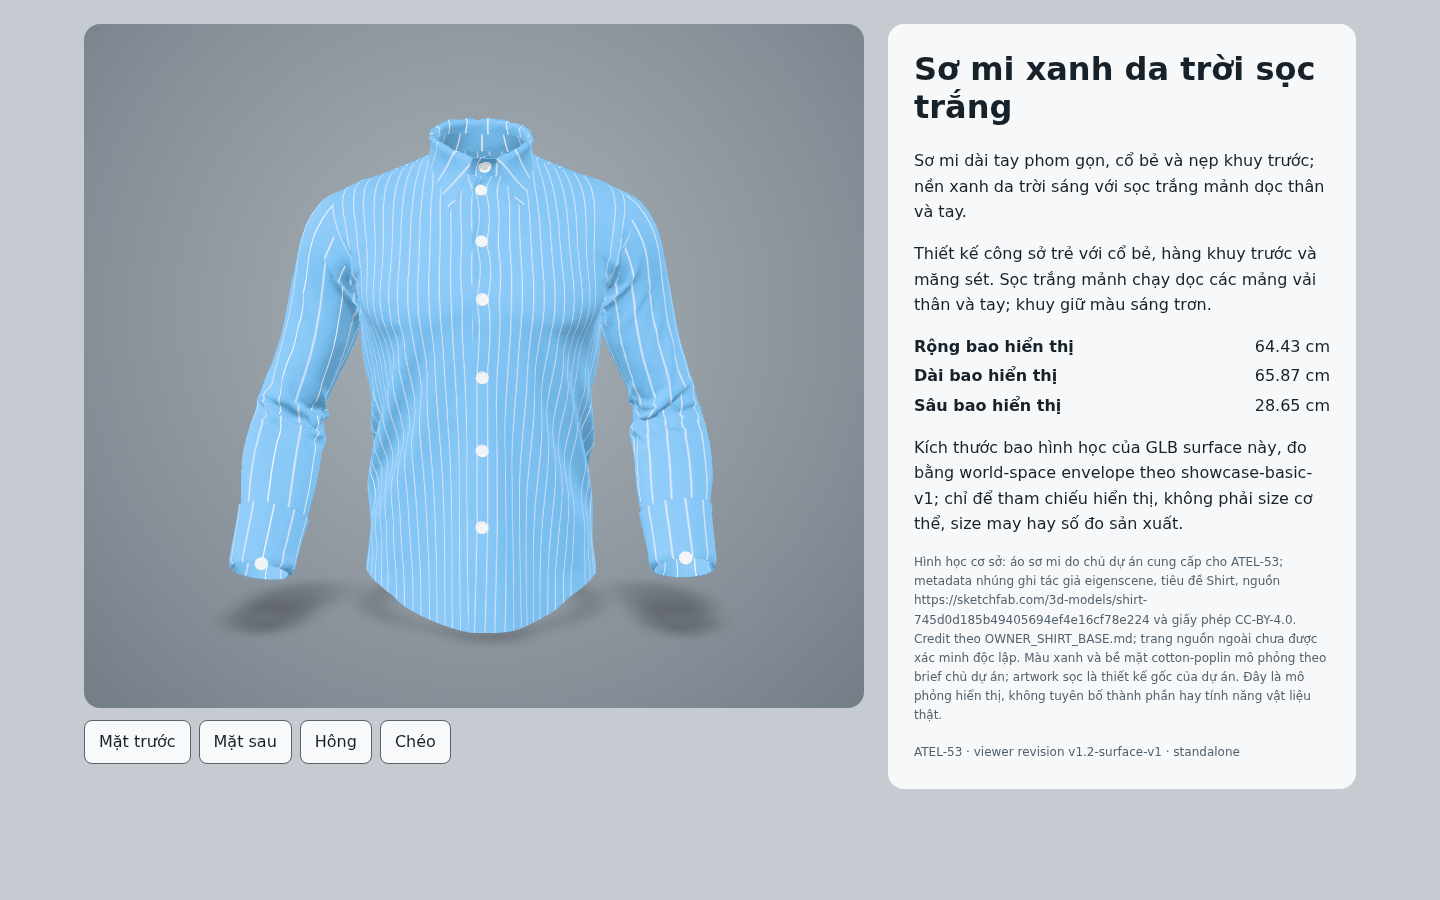 Sơ mi xanh da trời sọc
trắng
Sơ mi dài tay phom gọn, cổ bẻ và nẹp khuy trước;
nền xanh da trời sáng với sọc trắng mảnh dọc thân
và tay.
Thiết kế công sở trẻ với cổ bẻ, hàng khuy trước và
măng sét. Sọc trắng mảnh chạy dọc các mảng vải
thân và tay; khuy giữ màu sáng trơn.
Rộng bao hiển thị 64.43 cm
Dài bao hiển thị 65.87 cm
Sâu bao hiển thị 28.65 cm
Kích thước bao hình học của GLB surface này, đo
bằng world-space envelope theo showcase-basic-
v1; chỉ để tham chiếu hiển thị, không phải size cơ
thể, size may hay số đo sản xuất.
Hình học cơ sở: áo sơ mi do chủ dự án cung cấp cho ATEL-53;
metadata nhúng ghi tác giả eigenscene, tiêu đề Shirt, nguồn
https://sketchfab.com/3d-models/shirt-
745d0d185b49405694ef4e16cf78e224 và giấy phép CC-BY-4.0.
Credit theo OWNER_SHIRT_BASE.md; trang nguồn ngoài chưa được
xác minh độc lập. Màu xanh và bề mặt cotton-poplin mô phỏng theo
brief chủ dự án; artwork sọc là thiết kế gốc của dự án. Đây là mô
phỏng hiển thị, không tuyên bố thành phần hay tính năng vật liệu
thật.
ATEL-53 · viewer revision v1.2-surface-v1 · standalone
Mặt trước Mặt sau Hông Chéo